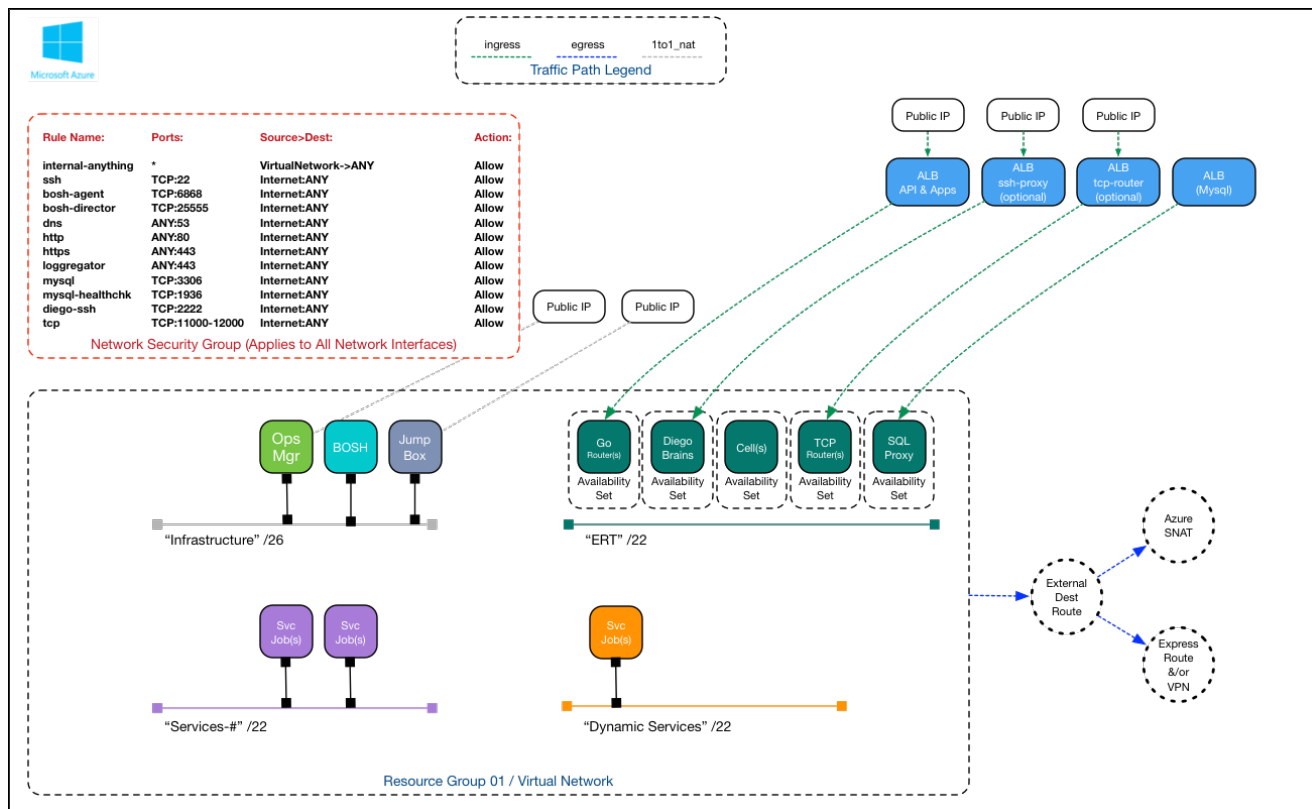 Microsoft Azure
ingress egress 1to1_nat
Traffic Path Legend
Rule Name: Ports: Source>Dest: Action:
internal-anything * VirtualNetwork->ANY Allow
ssh TCP:22 Internet:ANY Allow
bosh-agent TCP:6868 Internet:ANY Allow
bosh-director TCP:25555 Internet:ANY Allow
dns ANY:53 Internet:ANY Allow
http ANY:80 Internet:ANY Allow
https ANY:443 Internet:ANY Allow
loggregator ANY:443 Internet:ANY Allow
mysql TCP:3306 Internet:ANY Allow
mysql-healthchk TCP:1936 Internet:ANY Allow
diego-ssh TCP:2222 Internet:ANY Allow
tcp TCP:11000-12000 Internet:ANY Allow
Network Security Group (Applies to All Network Interfaces)
Public IP
Public IP
Public IP
ALB
API & Apps
ALB
ssh-proxy
(optional)
ALB
tcp-router
(optional)
ALB
(Mysql)
Public IP
Public IP
Ops
Mgr
BOSH
Jump
Box
"Infrastructure" /26
Go
Router(s)
Availability
Set
Diego
Brains
Availability
Set
Cell(s)
Availability
Set
TCP
Router(s)
Availability
Set
SQL
Proxy
Availability
Set
"ERT" /22
Svc
Job(s)
Svc
Job(s)
"Services-#" /22
Svc
Job(s)
"Dynamic Services" /22
Resource Group 01 / Virtual Network
External
Dest
Route
Azure
SNAT
Express
Route
&/or
VPN